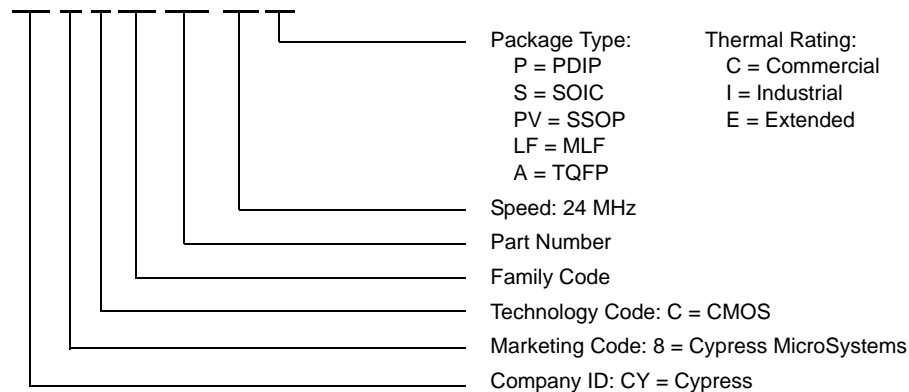 Package Type: Thermal Rating:
P = PDIP C = Commercial
S = SOIC I = Industrial
PV = SSOP E = Extended
LF = MLF
A = TQFP
Speed: 24 MHz
Part Number
Family Code
Technology Code: C = CMOS
Marketing Code: 8 = Cypress MicroSystems
Company ID: CY = Cypress